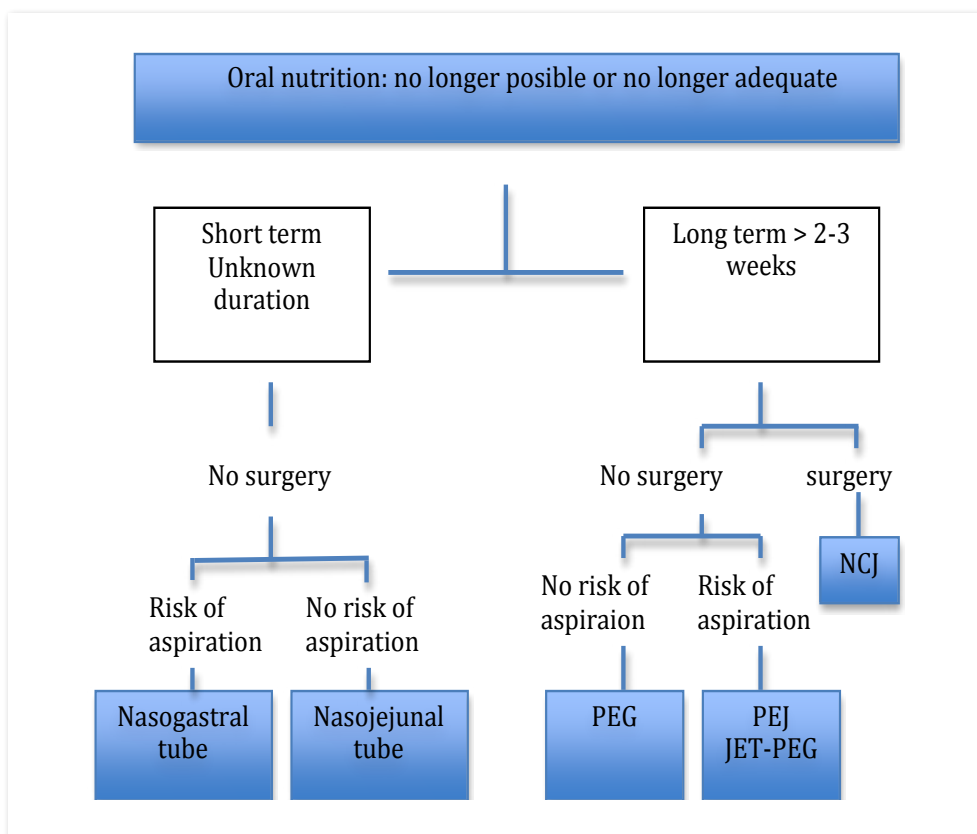 Oral nutrition: no longer posible or no longer adequate
Short term
Unknown
duration
Long term > 2-3
weeks
No surgery
No surgery
surgery
NCJ
Risk of
aspiration
No risk of
aspiration
No risk of
aspiraion
Risk of
aspiration
Nasogastral
tube
Nasojejunal
tube
PEG
PEJ
JET-PEG